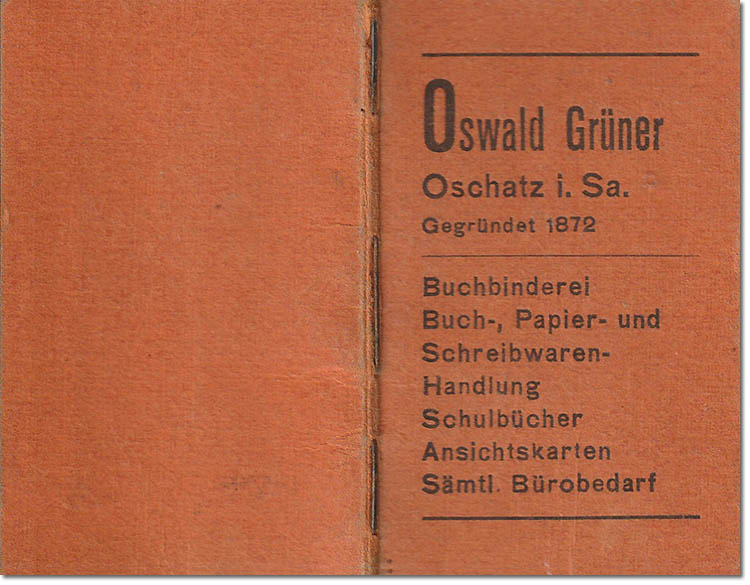 Oswald Grüner
Oschatz i. Sa.
Gegründet 1872
Buchbinderei
Buch-, Papier- und
Schreibwaren-
Handlung
Schulbücher
Ansichtskarten
Sämtl. Bürobedarf